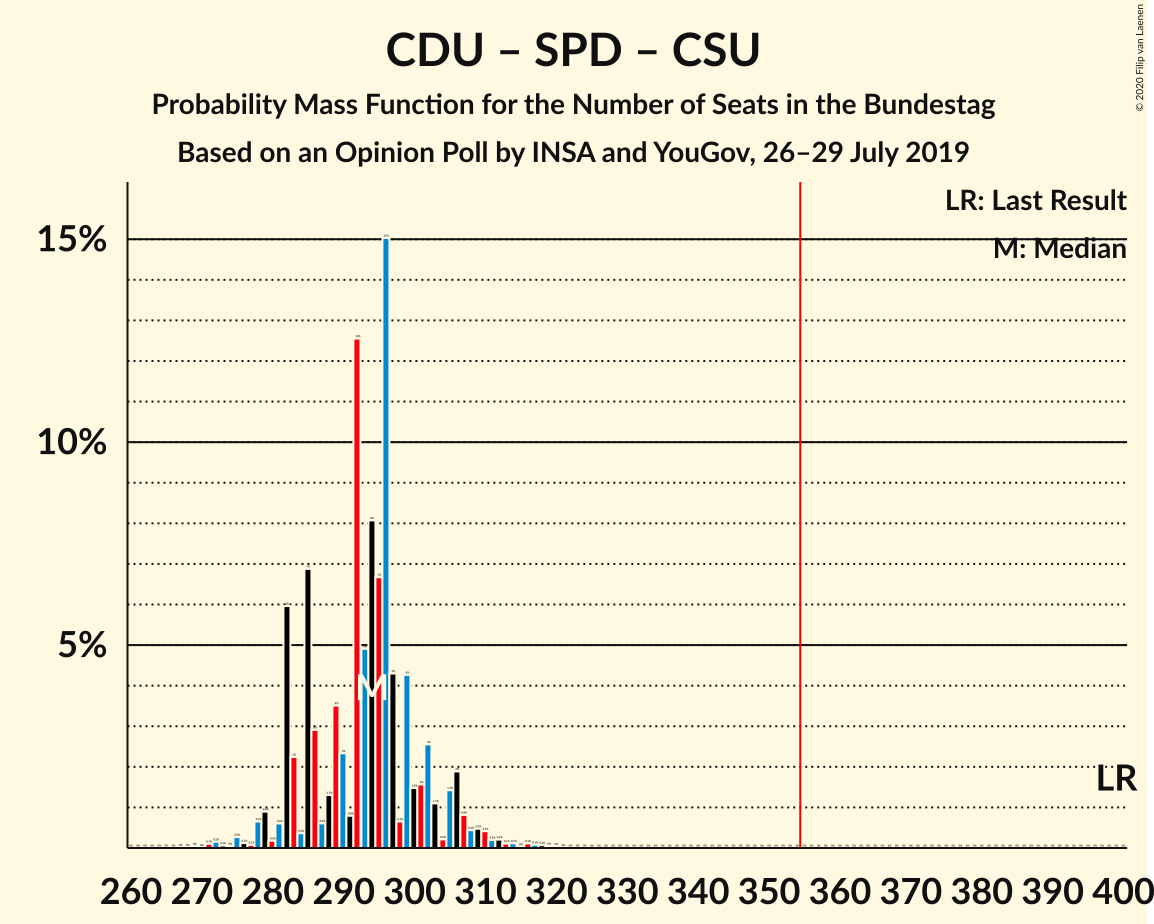 CDU – SPD – CSU
Probability Mass Function for the Number of Seats in the Bundestag
Based on an Opinion Poll by INSA and YouGov, 26–29 July 2019
© 2020 Filip van Laenen
LR: Last Result
M: Median
15%
10%
5%
M
LR
260 270 280 290 300 310 320 330 340 350 360 370 380 390 400